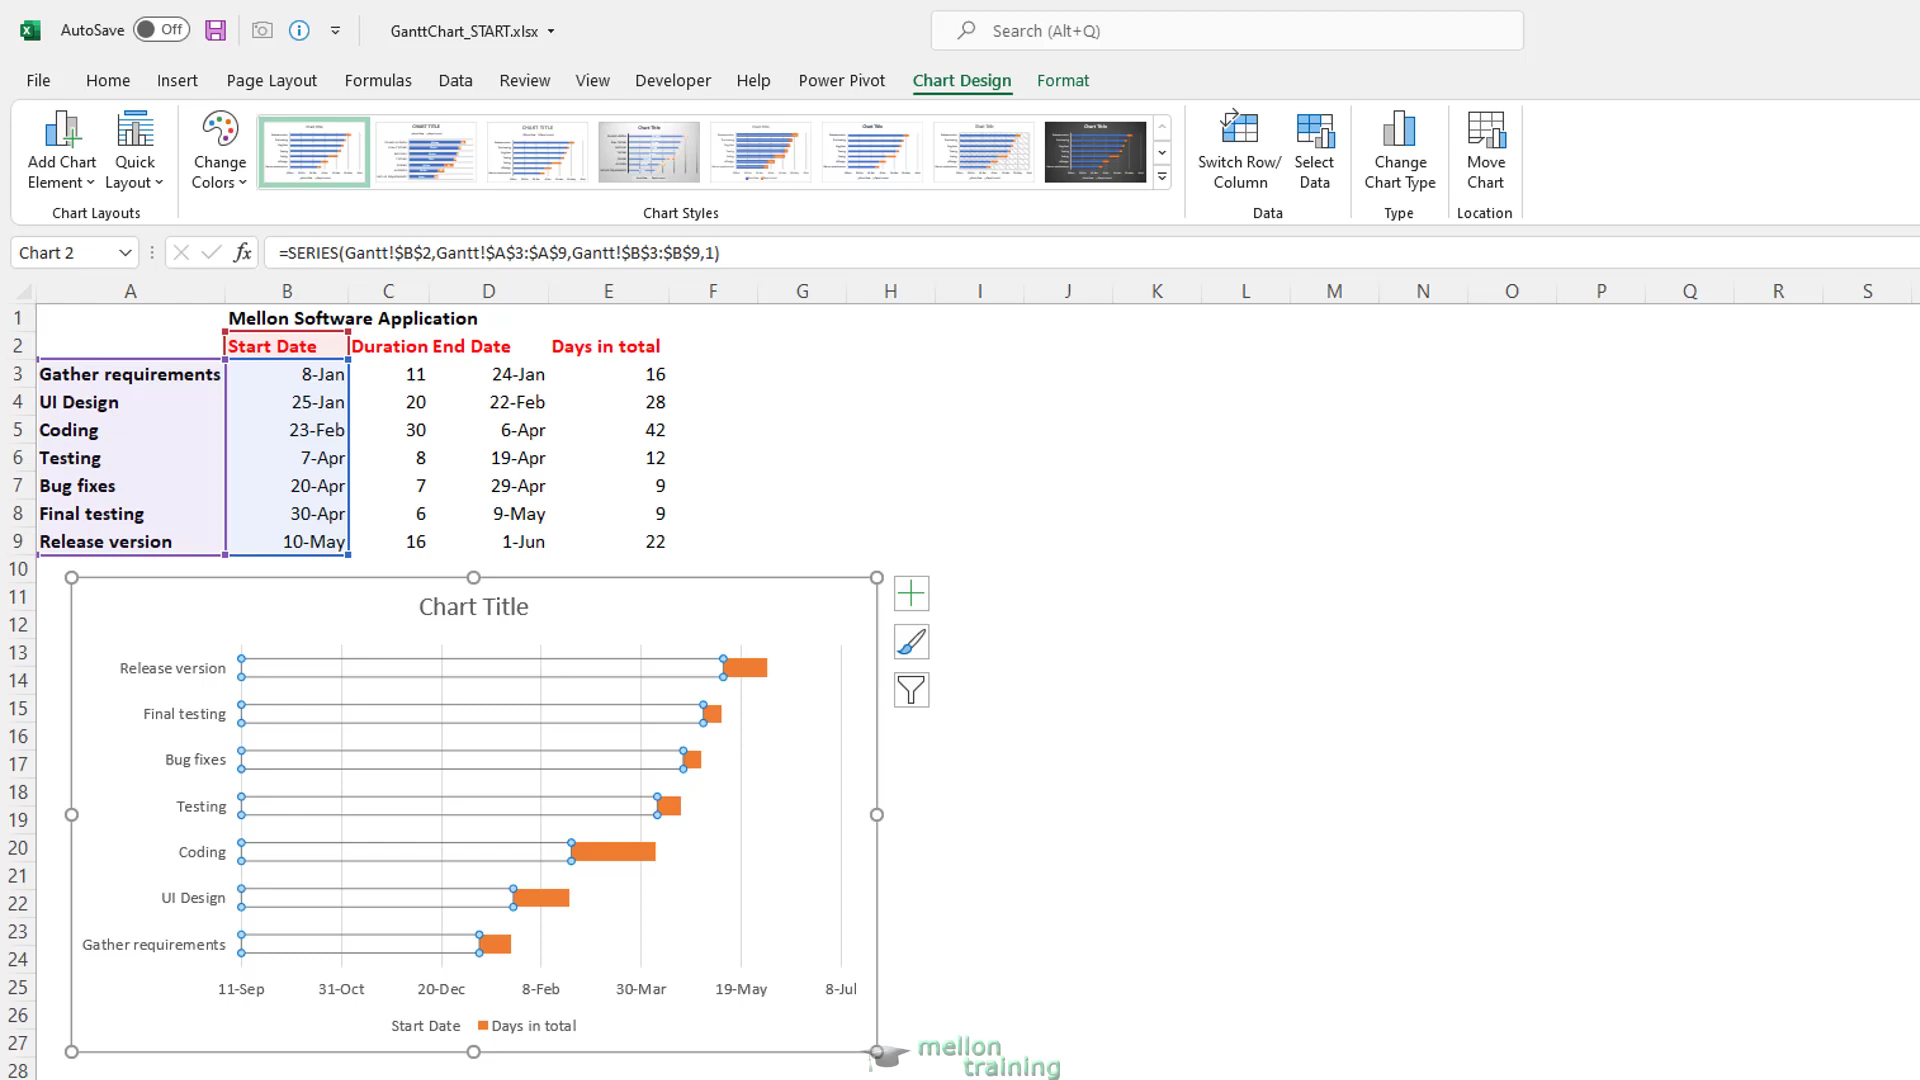 AutoSave Off GanttChart_START.xlsx Search (Alt+Q)
File Home Insert Page Layout Formulas Data Review View Developer Help Power Pivot Chart Design Format
Add Chart Element
Quick Layout
Change Colors
Switch Row/ Column
Select Data
Change Chart Type
Move Chart
Chart Layouts Chart Styles Data Type Location
Chart 2 fx =SERIES(Gantt!$B$2,Gantt!$A$3:$A$9,Gantt!$B$3:$B$9,1)
A B C D E F G H I J K L M N O P Q R S
1 Mellon Software Application
2 Start Date Duration End Date Days in total
3 Gather requirements 8-Jan 11 24-Jan 16
4 UI Design 25-Jan 20 22-Feb 28
5 Coding 23-Feb 30 6-Apr 42
6 Testing 7-Apr 8 19-Apr 12
7 Bug fixes 20-Apr 7 29-Apr 9
8 Final testing 30-Apr 6 9-May 9
9 Release version 10-May 16 1-Jun 22
10
11
12
13
14
15
16
17
18
19
20
21
22
23
24
25
26
27
28
Chart Title
Release version
Final testing
Bug fixes
Testing
Coding
UI Design
Gather requirements
11-Sep 31-Oct 20-Dec 8-Feb 30-Mar 19-May 8-Jul
Start Date Days in total
mellon
training